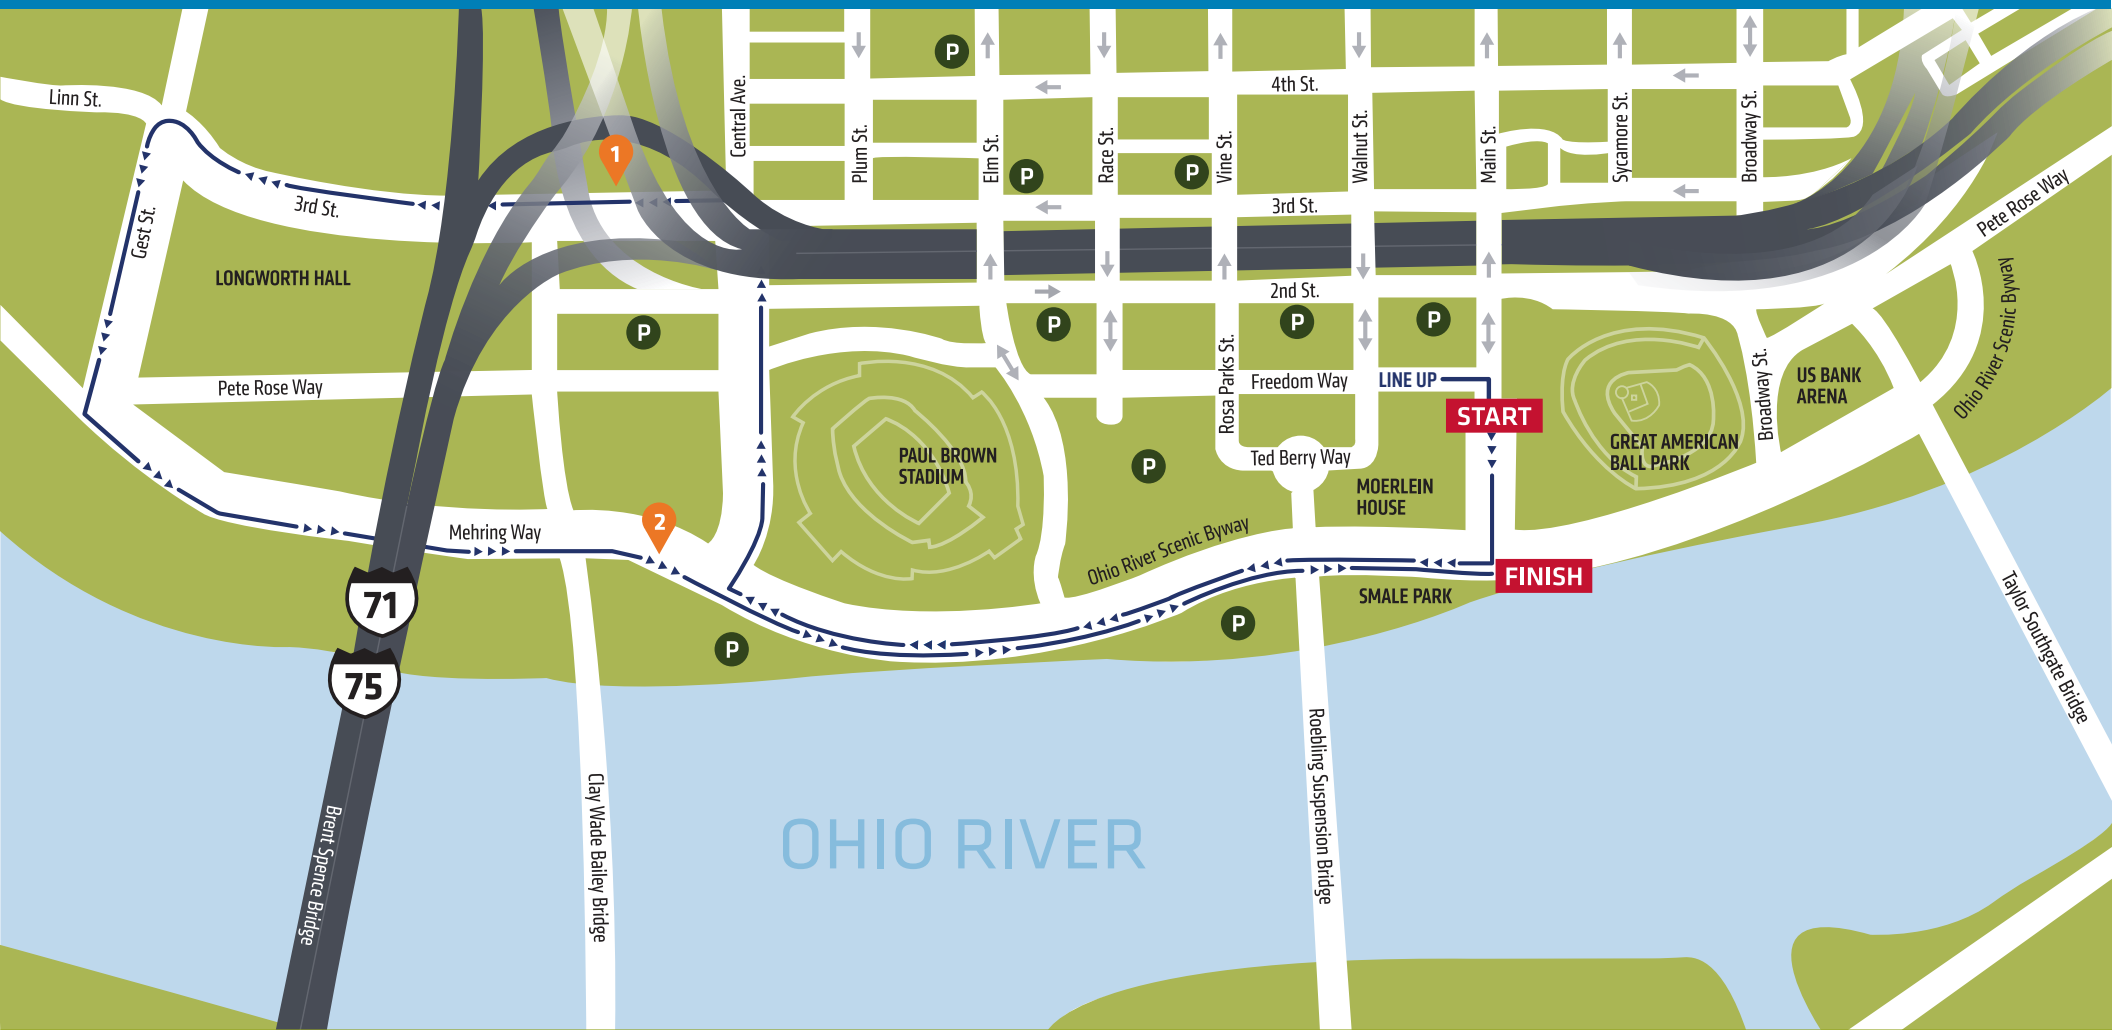 P
Linn St.
Central Ave.
4th St.
Plum St.
Elm St.
Race St.
Vine St.
Walnut St.
Main St.
Sycamore St.
Broadway St.
1
P
P
3rd St.
3rd St.
Gest St.
Pete Rose Way
LONGWORTH HALL
2nd St.
P
P
P
P
Ohio River Scenic Byway
Pete Rose Way
Rosa Parks St.
Freedom Way
LINE UP
START
Broadway St.
US BANK
ARENA
PAUL BROWN
STADIUM
P
Ted Berry Way
GREAT AMERICAN
BALL PARK
MOERLEIN
HOUSE
Mehring Way
2
Ohio River Scenic Byway
FINISH
SMALE PARK
71
P
P
75
Taylor Southgate Bridge
Brent Spence Bridge
Clay Wade Bailey Bridge
OHIO RIVER
Roebling Suspension Bridge